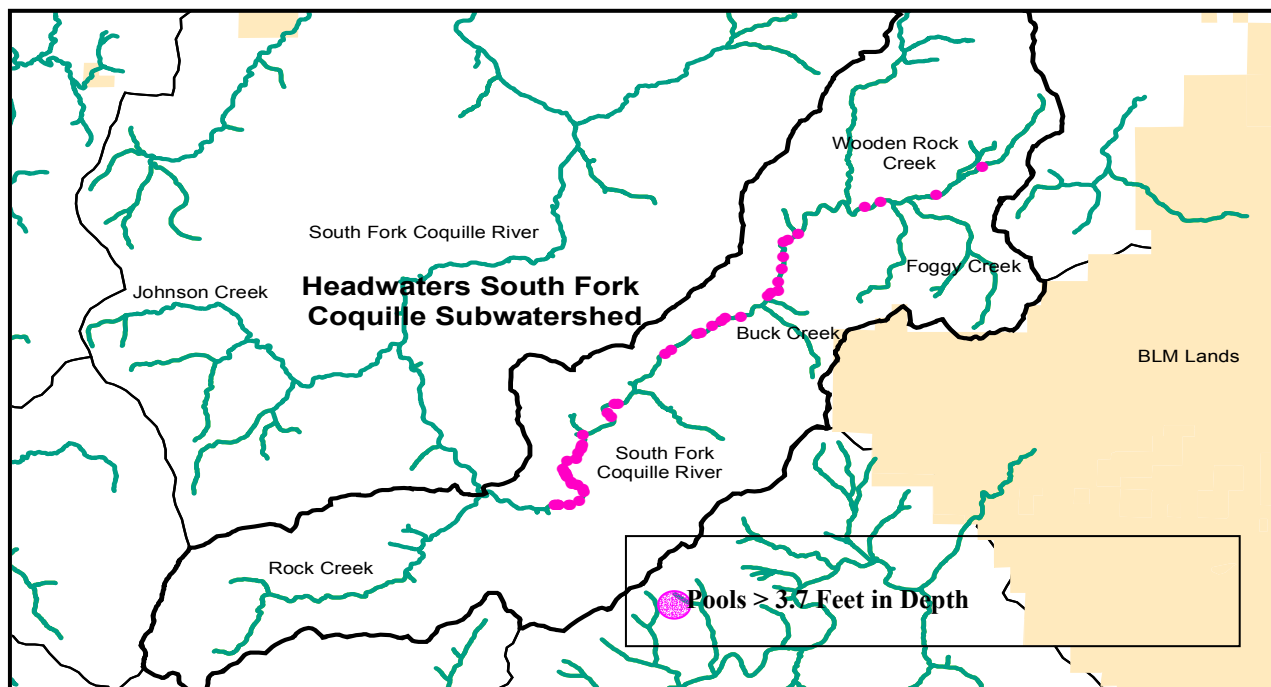 Wooden Rock
Creek
South Fork Coquille River
Foggy Creek
Headwaters South Fork
Coquille Subwatershed
Johnson Creek
Buck Creek
BLM Lands
South Fork
Coquille River
Rock Creek
Pools > 3.7 Feet in Depth